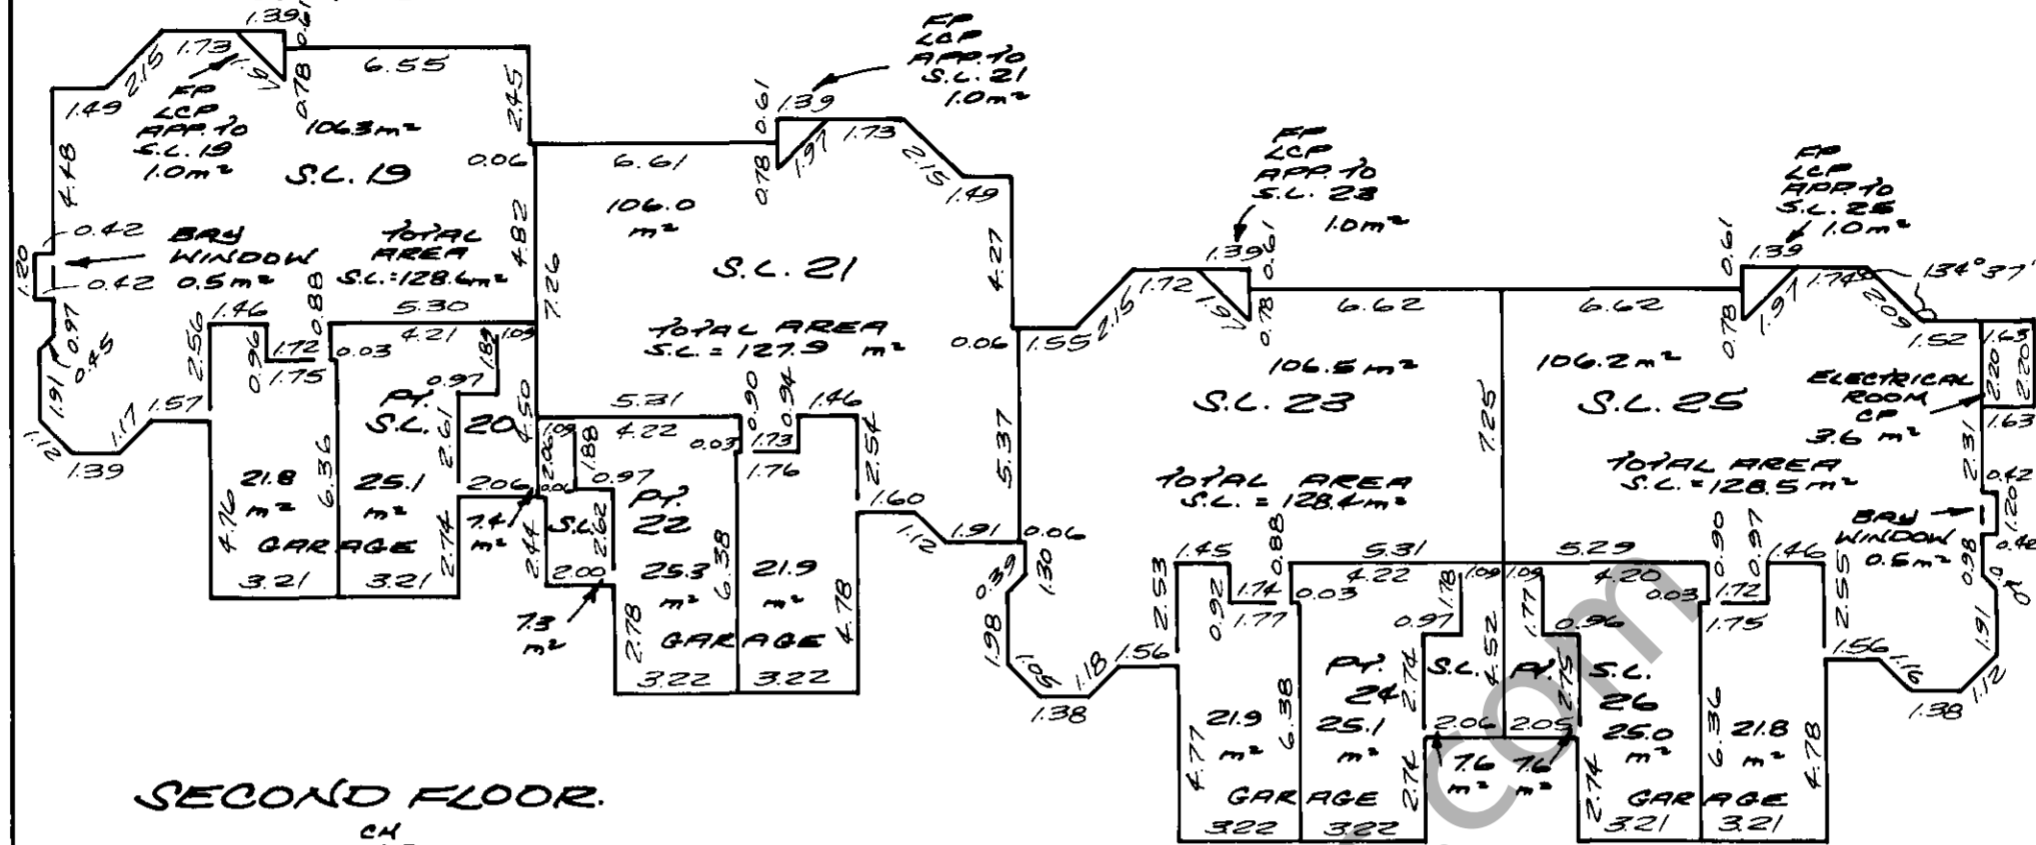 1.39
0.61
1.73
2.15
1.97
0.78
6.55
1.49
FP
LCP
APP. TO
S.L. 19
1.0m²
106.3m²
S.L. 19
2.45
0.06
4.48
0.42
1.20
0.42
BAY
WINDOW
0.5m²
TOTAL
AREA
S.L.=128.6m²
4.82
7.26
0.97
0.45
1.91
1.12
1.39
1.17
1.57
2.56
1.46
0.96
1.72
1.75
0.88
0.03
5.30
4.21
1.09
1.82
0.97
PT.
S.L. 20
2.61
4.50
2.06
21.8
m²
6.36
25.1
m²
7.4
m²
4.76
GARAGE
2.74
3.21
3.21
FP
LCP
APP. TO
S.L. 21
1.0m²
0.61
1.39
1.73
6.61
0.78
1.97
2.15
1.49
106.0
m²
S.L. 21
4.27
TOTAL AREA
S.L. = 127.9 m²
0.06
5.31
0.90
0.94
1.46
1.09
4.22
0.03
1.73
1.76
2.54
2.06
1.88
0.97
0.06
S.L.
PT.
22
2.62
2.44
2.00
7.3
m²
25.3
m²
6.38
21.9
m²
2.78
GARAGE
4.78
3.22
3.22
1.60
1.12
1.91
0.06
5.37
1.55
FP
LCP
APP. TO
S.L. 23
1.0m²
1.39
0.61
1.72
2.15
1.97
0.78
6.62
106.5m²
S.L. 23
7.25
TOTAL AREA
S.L. = 128.4m²
1.30
0.39
1.98
1.05
1.38
1.18
1.56
2.53
1.45
0.92
1.74
1.77
0.88
0.03
5.31
4.22
1.09
1.78
0.97
PT.
24
S.L.
2.74
4.52
2.06
21.9
m²
6.38
25.1
m²
7.6
m²
4.77
GARAGE
2.74
3.22
3.22
FP
LCP
APP. TO
S.L. 25
1.0m²
0.61
1.39
1.74
134°37'
6.62
0.78
1.97
2.09
1.52
1.63
2.20
2.20
1.63
106.2m²
S.L. 25
ELECTRICAL
ROOM
CP
3.6 m²
2.31
TOTAL AREA
S.L. = 128.5m²
0.42
1.20
0.42
BAY
WINDOW
0.5m²
0.98
1.91
1.12
1.38
1.16
1.56
2.55
5.29
0.90
0.97
1.46
1.09
4.20
0.03
1.72
1.75
1.77
0.96
PT.
S.L.
26
2.75
2.05
7.6
m²
25.0
m²
6.36
21.8
m²
2.74
GARAGE
4.78
3.21
3.21
SECOND FLOOR.
com